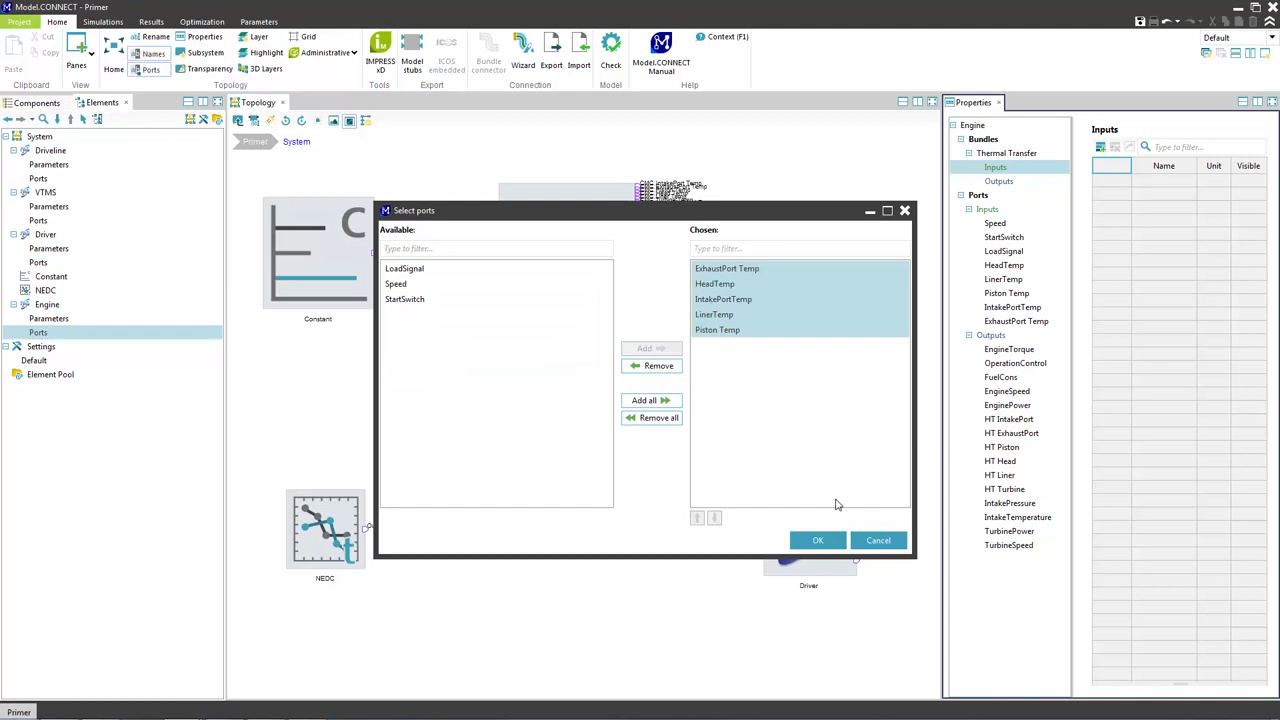 Model.CONNECT - Primer
Project
Home
Simulations
Results
Optimization
Parameters
Cut
Copy
Paste
Clipboard
Panes
View
Home
Rename
Names
Ports
Properties
Subsystem
Transparency
Layer
Highlight
3D Layers
Grid
Administrative
Topology
IMPRESS
xD
Tools
Model
stubs
ICOS
ICOS
embedded
Export
Bundle
connector
Wizard
Export
Import
Connection
Check
Model
Model.CONNECT
Manual
Context (F1)
Help
Default
Components
Elements
System
Driveline
Parameters
Ports
VTMS
Parameters
Ports
Driver
Parameters
Ports
Constant
NEDC
Engine
Parameters
Ports
Settings
Default
Element Pool
Topology
Primer
System
C
Constant
t
NEDC
Driver
Select ports
Available:
Type to filter...
LoadSignal
Speed
StartSwitch
Add
Remove
Add all
Remove all
Chosen:
Type to filter...
ExhaustPort Temp
HeadTemp
IntakePortTemp
LinerTemp
Piston Temp
OK
Cancel
Properties
Engine
Bundles
Thermal Transfer
Inputs
Outputs
Ports
Inputs
Speed
StartSwitch
LoadSignal
HeadTemp
LinerTemp
Piston Temp
IntakePortTemp
ExhaustPort Temp
Outputs
EngineTorque
OperationControl
FuelCons
EngineSpeed
EnginePower
HT IntakePort
HT ExhaustPort
HT Piston
HT Head
HT Liner
HT Turbine
IntakePressure
IntakeTemperature
TurbinePower
TurbineSpeed
Inputs
Type to filter...
Name
Unit
Visible
Primer